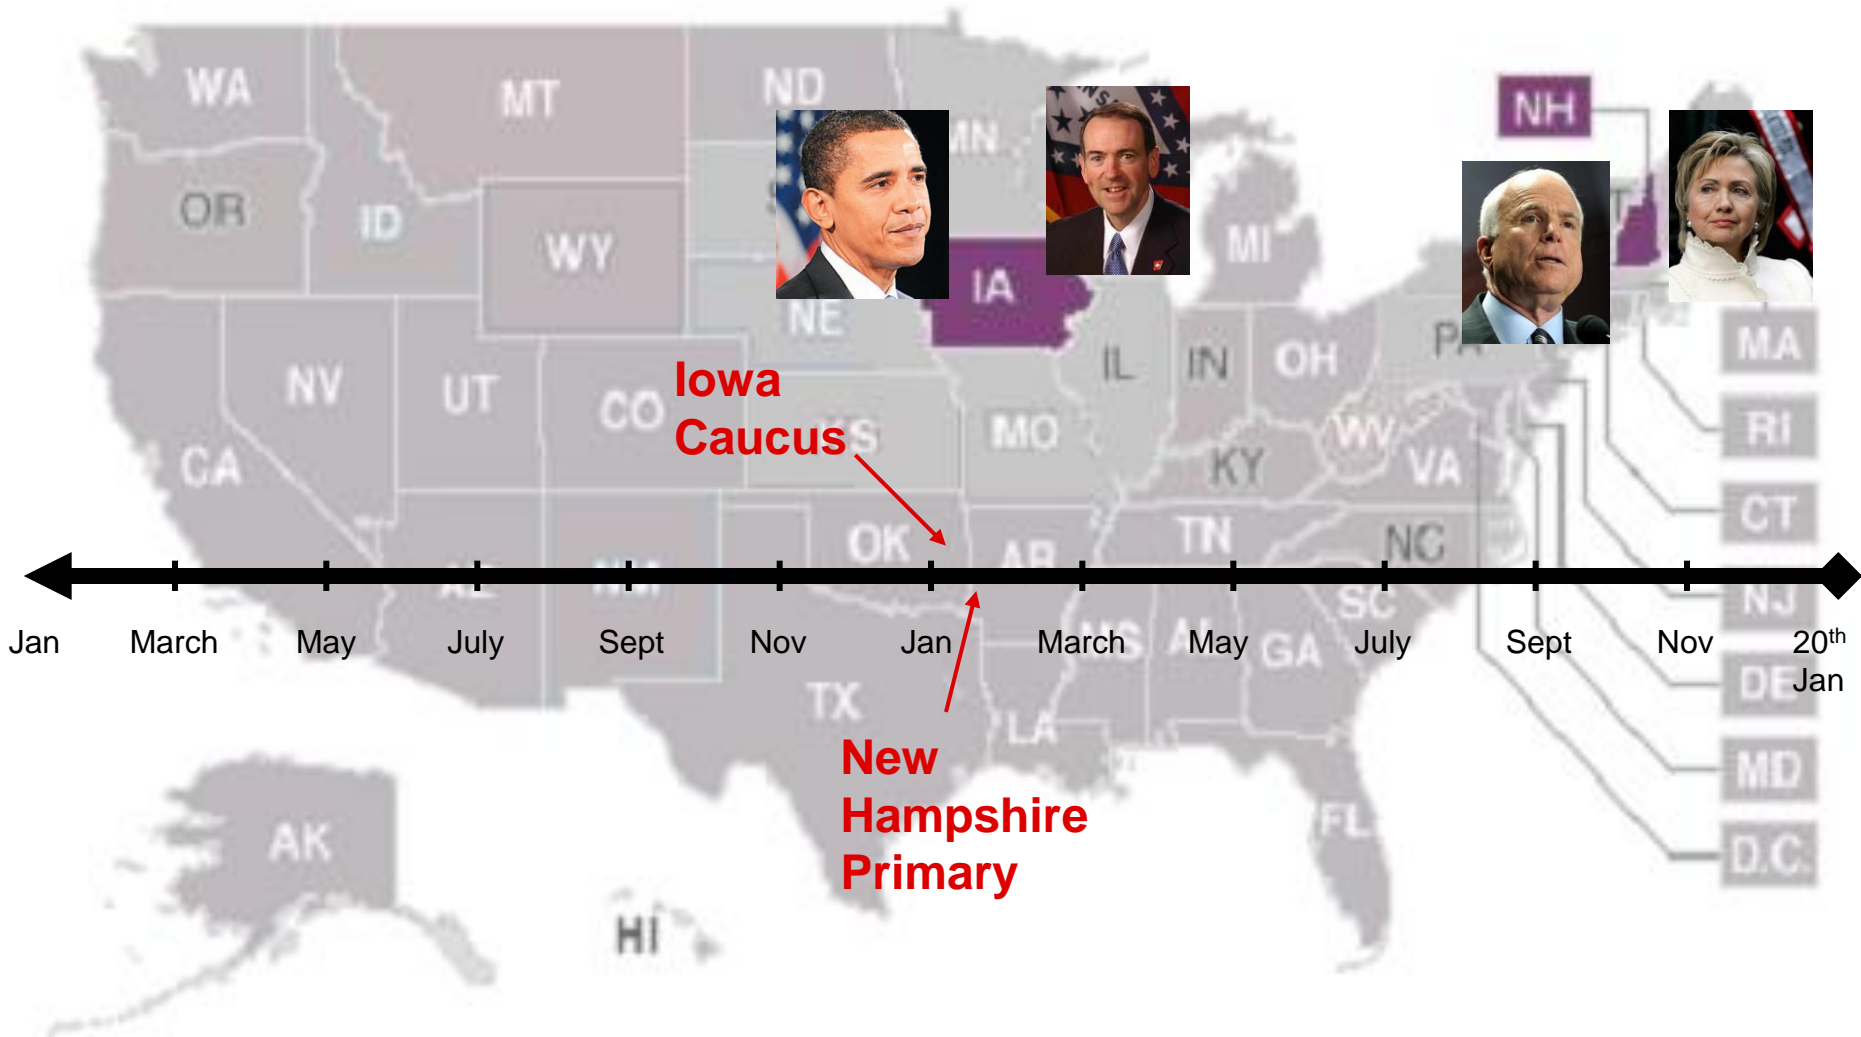 WA
MT
ND
NH
MN
OR
ID
WY
MI
IA
NE
PA
MA
IL
IN
OH
NV
UT
CO
Iowa
Caucus
KS
MO
WV
RI
CA
KY
VA
CT
OK
AR
TN
NC
NM
SC
NJ
Jan
March
May
July
Sept
Nov
Jan
March
May
July
Sept
Nov
20th
Jan
MS
GA
DE
TX
LA
New
Hampshire
Primary
MD
FL
AK
D.C.
HI